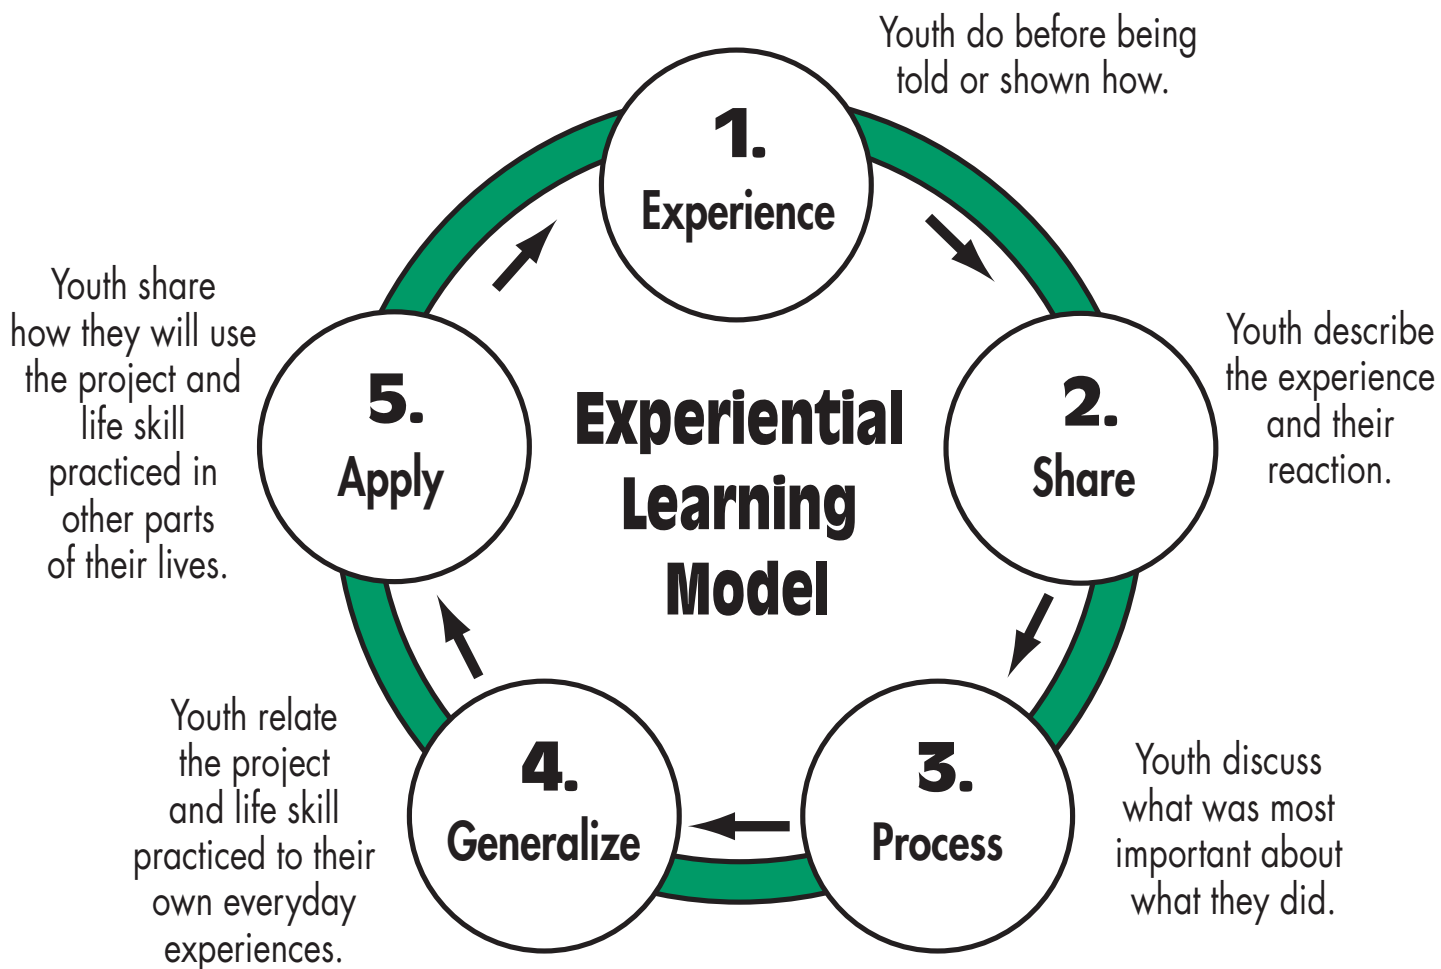 Youth do before being
told or shown how.
1.
Experience
Youth describe
the experience
and their
reaction.
2.
Share
Youth discuss
what was most
important about
what they did.
3.
Process
Youth relate
the project
and life skill
practiced to their
own everyday
experiences.
4.
Generalize
Youth share
how they will use
the project and
life skill
practiced in
other parts
of their lives.
5.
Apply
Experiential
Learning
Model